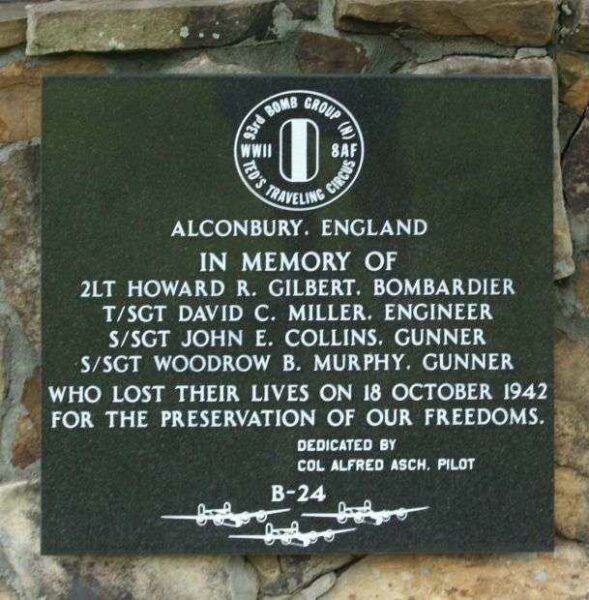 93rd BOMB GROUP (H)
WWII 8AF
TED'S TRAVELING CIRCUS
ALCONBURY, ENGLAND
IN MEMORY OF
2LT HOWARD R. GILBERT, BOMBARDIER
T/SGT DAVID C. MILLER, ENGINEER
S/SGT JOHN E. COLLINS, GUNNER
S/SGT WOODROW B. MURPHY, GUNNER
WHO LOST THEIR LIVES ON 18 OCTOBER 1942
FOR THE PRESERVATION OF OUR FREEDOMS.
DEDICATED BY
COL ALFRED ASCH, PILOT
B-24